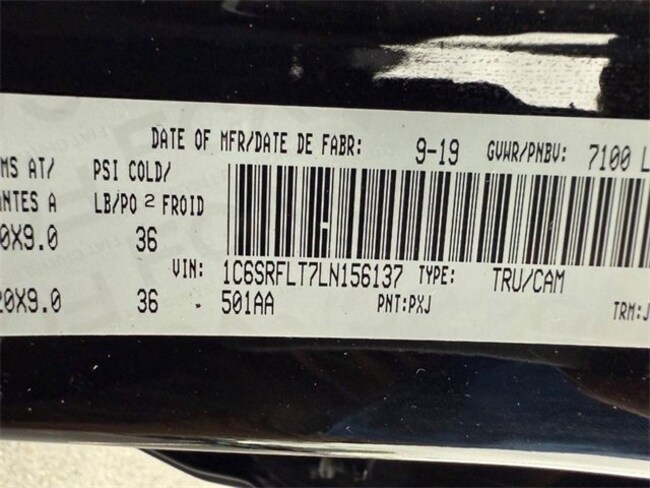 DATE OF MFR/DATE DE FABR: 9-19 GVWR/PNBV: 7100 L
MS AT/ PSI COLD/
NTES A LB/PO 2 FROID
0X9.0 36
VIN: 1C6SRFLT7LN156137 TYPE: TRU/CAM
20X9.0 36 - 501AA PNT:PXJ TRM:J